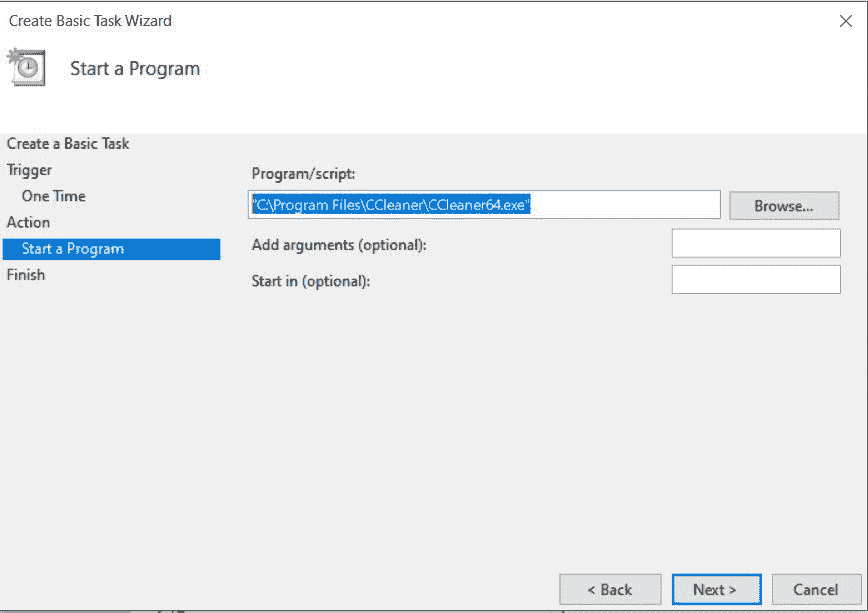 Create Basic Task Wizard
Start a Program
Create a Basic Task
Trigger
One Time
Action
Start a Program
Finish
Program/script:
"C:\Program Files\CCleaner\CCleaner64.exe"
Browse...
Add arguments (optional):
Start in (optional):
< Back
Next >
Cancel